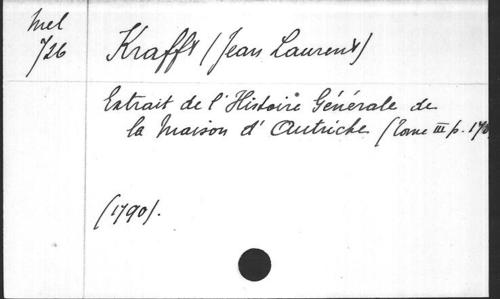 Mel
726
Krafft (Jean Laurent)
Extrait de l'Histoire Générale de
la Maison d'Autriche (Tome III p. 170
(1790).